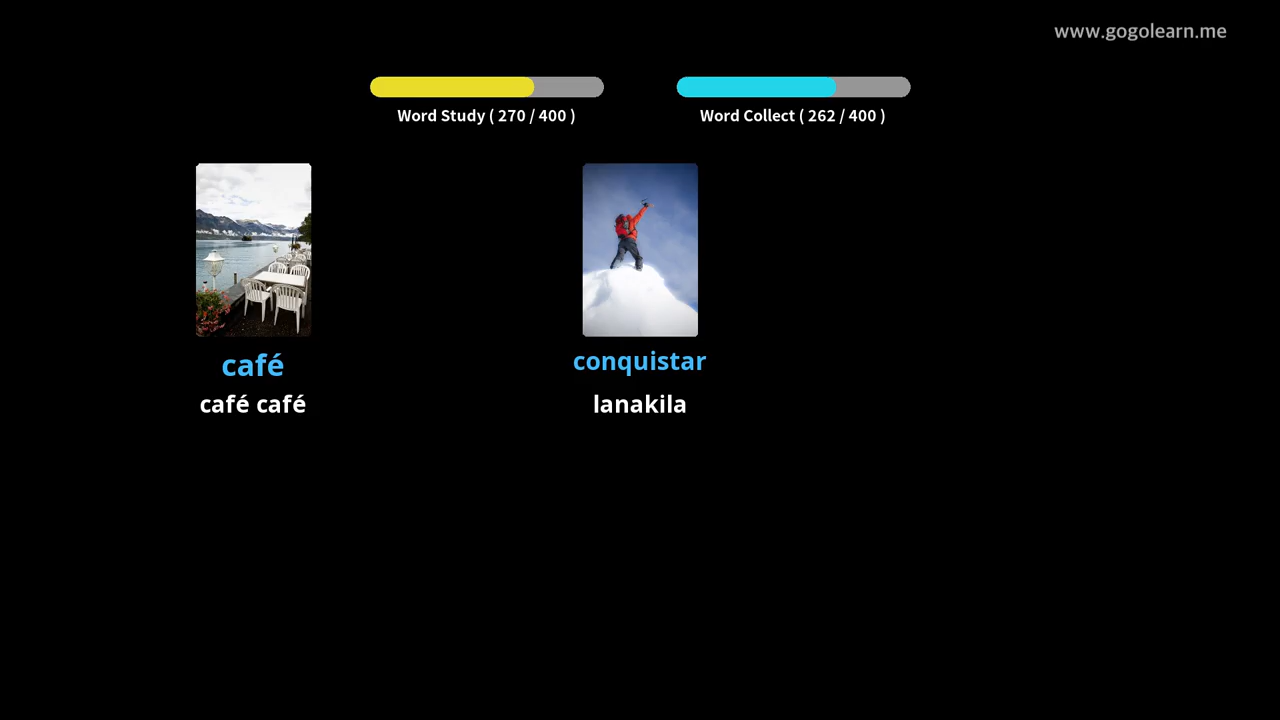 www.gogolearn.me
Word Study ( 270 / 400 )
Word Collect ( 262 / 400 )
café
café café
conquistar
lanakila